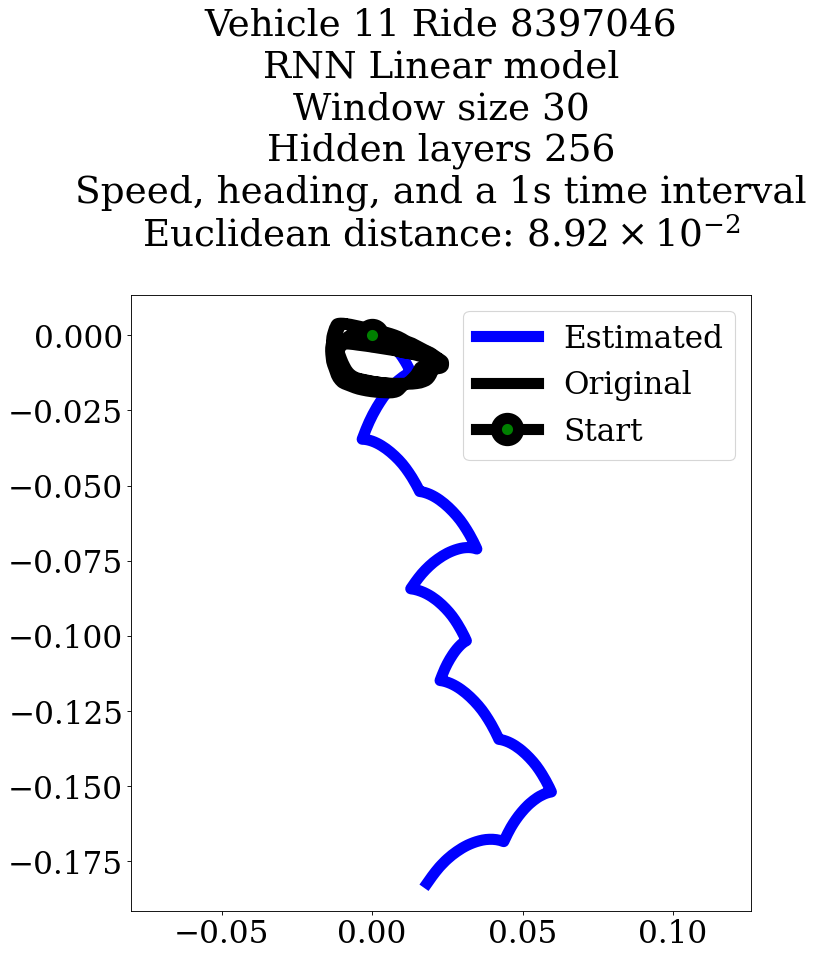 Vehicle 11 Ride 8397046
RNN Linear model
Window size 30
Hidden layers 256
Speed, heading, and a 1s time interval
Euclidean distance: 8.92 × 10⁻²
Estimated
Original
Start
0.000
−0.025
−0.050
−0.075
−0.100
−0.125
−0.150
−0.175
−0.05 0.00 0.05 0.10